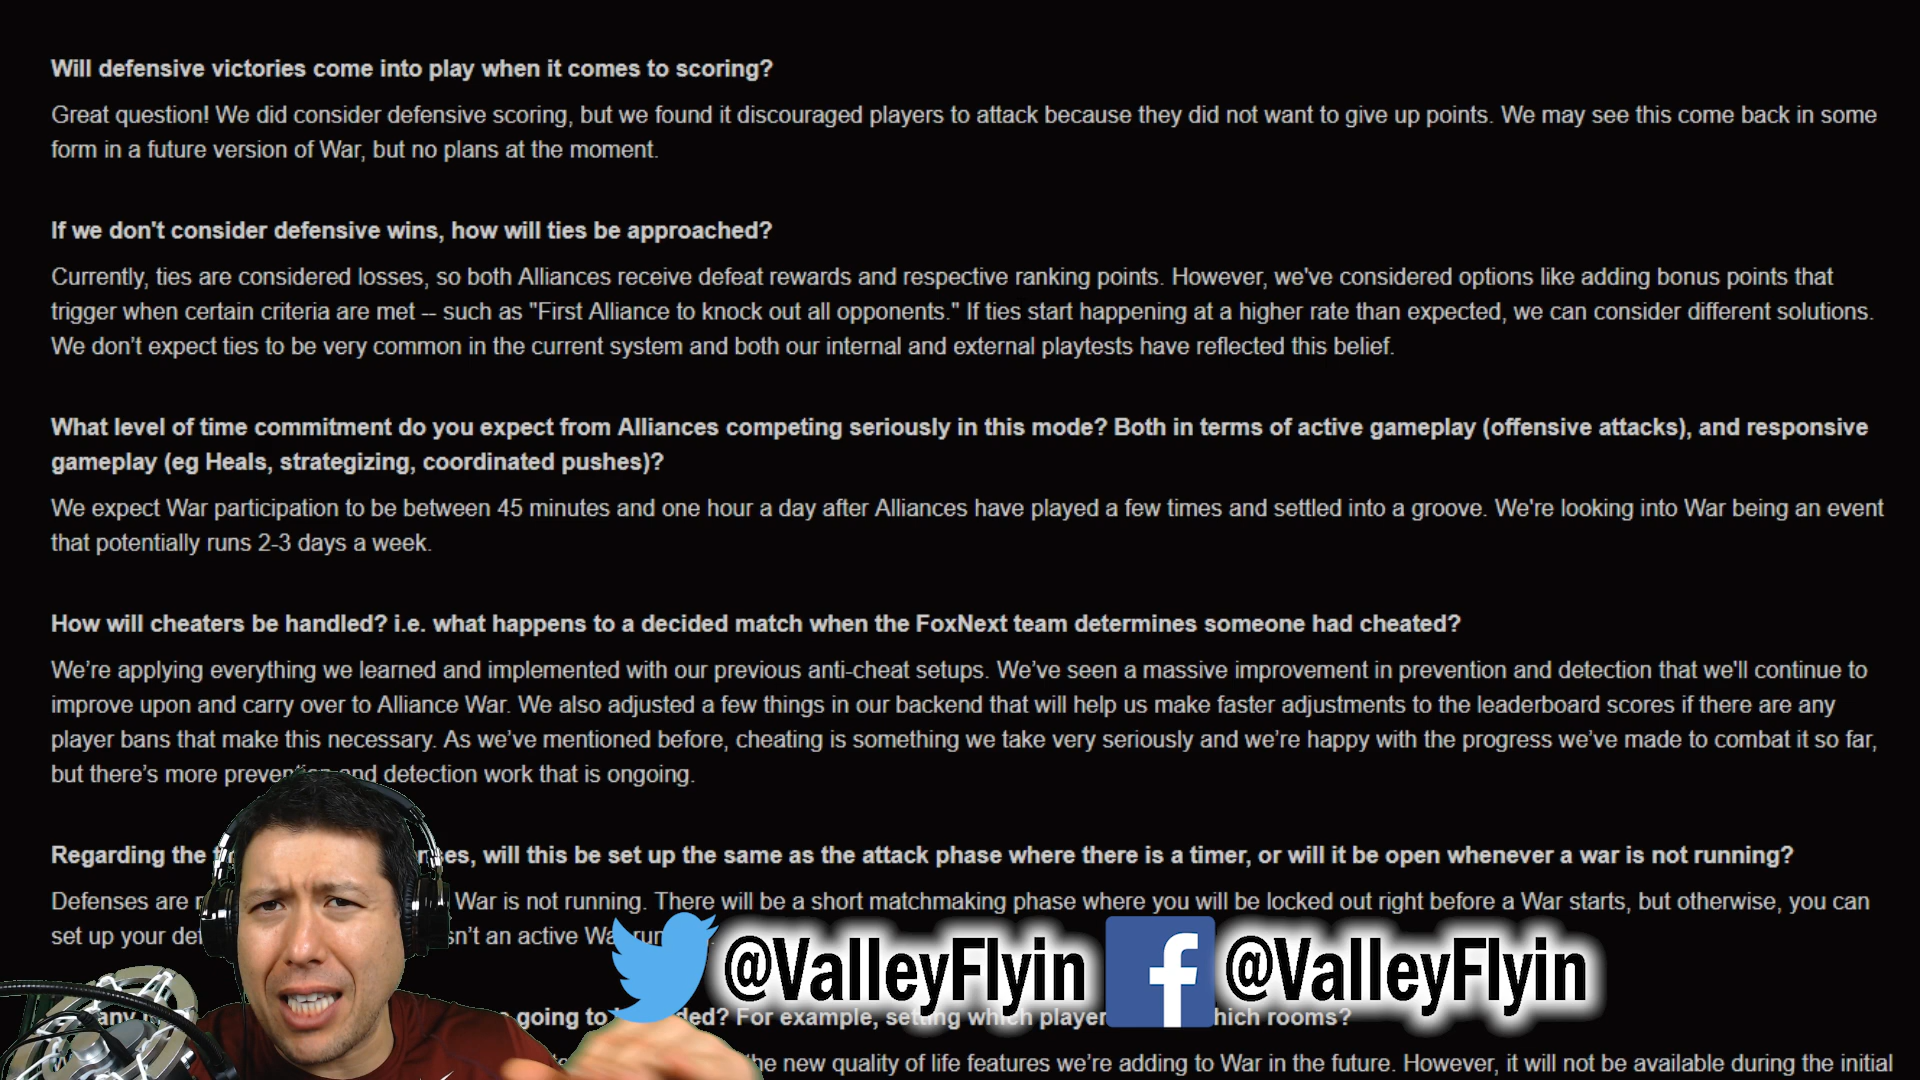 Will defensive victories come into play when it comes to scoring?
Great question! We did consider defensive scoring, but we found it discouraged players to attack because they did not want to give up points. We may see this come back in some
form in a future version of War, but no plans at the moment.
If we don't consider defensive wins, how will ties be approached?
Currently, ties are considered losses, so both Alliances receive defeat rewards and respective ranking points. However, we've considered options like adding bonus points that
trigger when certain criteria are met -- such as "First Alliance to knock out all opponents." If ties start happening at a higher rate than expected, we can consider different solutions.
We don’t expect ties to be very common in the current system and both our internal and external playtests have reflected this belief.
What level of time commitment do you expect from Alliances competing seriously in this mode? Both in terms of active gameplay (offensive attacks), and responsive
gameplay (eg Heals, strategizing, coordinated pushes)?
We expect War participation to be between 45 minutes and one hour a day after Alliances have played a few times and settled into a groove. We're looking into War being an event
that potentially runs 2-3 days a week.
How will cheaters be handled? i.e. what happens to a decided match when the FoxNext team determines someone had cheated?
We’re applying everything we learned and implemented with our previous anti-cheat setups. We’ve seen a massive improvement in prevention and detection that we'll continue to
improve upon and carry over to Alliance War. We also adjusted a few things in our backend that will help us make faster adjustments to the leaderboard scores if there are any
player bans that make this necessary. As we’ve mentioned before, cheating is something we take very seriously and we’re happy with the progress we’ve made to combat it so far,
but there’s more prevention and detection work that is ongoing.
Regarding the will this be set up the same as the attack phase where there is a timer, or will it be open whenever a war is not running?
Defenses are War is not running. There will be a short matchmaking phase where you will be locked out right before a War starts, but otherwise, you can
set up your an active War
@ValleyFlyin @ValleyFlyin
going to For example, setting which hich rooms?
the new quality of life features we’re adding to War in the future. However, it will not be available during the initial